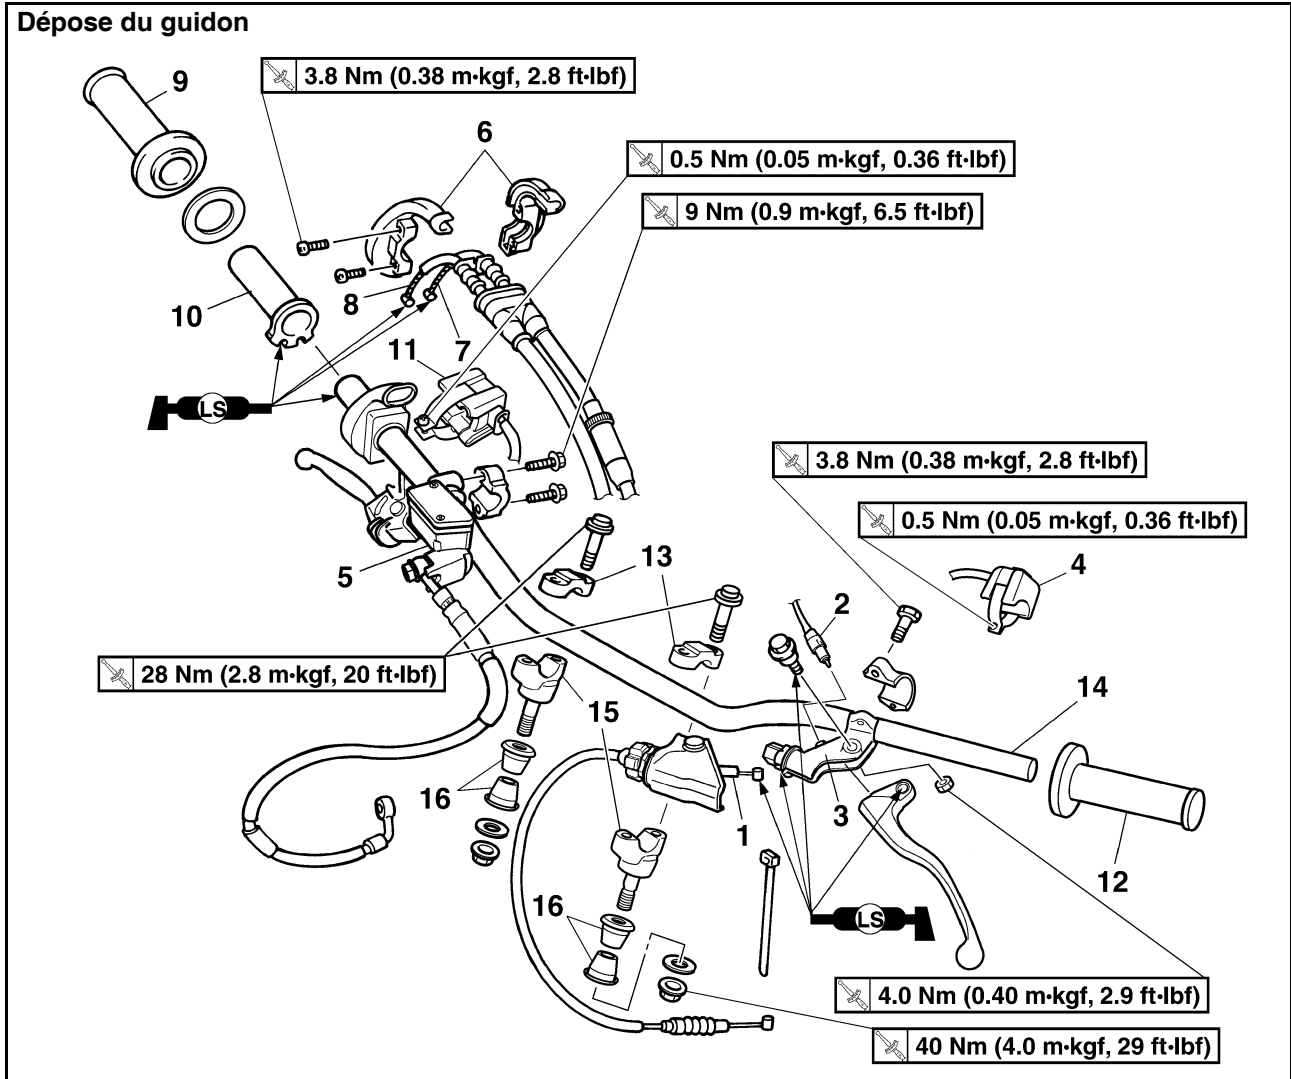 Dépose du guidon
9
3.8 Nm (0.38 m·kgf, 2.8 ft·lbf)
6
0.5 Nm (0.05 m·kgf, 0.36 ft·lbf)
9 Nm (0.9 m·kgf, 6.5 ft·lbf)
8
10
7
11
LS
3.8 Nm (0.38 m·kgf, 2.8 ft·lbf)
0.5 Nm (0.05 m·kgf, 0.36 ft·lbf)
13
4
5
2
28 Nm (2.8 m·kgf, 20 ft·lbf)
14
15
16
1
3
12
16
LS
4.0 Nm (0.40 m·kgf, 2.9 ft·lbf)
40 Nm (4.0 m·kgf, 29 ft·lbf)